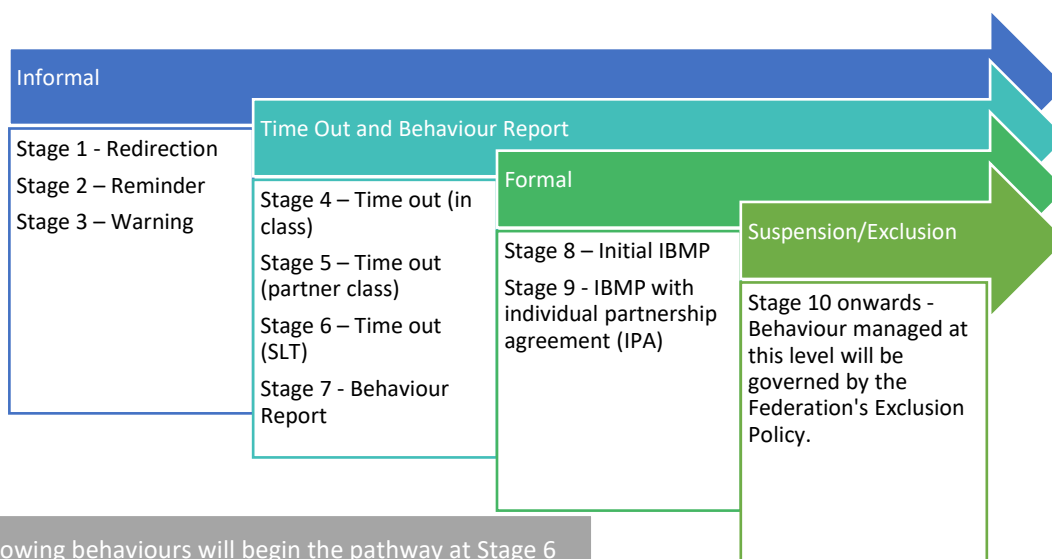 Informal
Stage 1 - Redirection
Stage 2 – Reminder
Stage 3 – Warning
Time Out and Behaviour Report
Stage 4 – Time out (in
class)
Stage 5 – Time out
(partner class)
Stage 6 – Time out
(SLT)
Stage 7 - Behaviour
Report
Formal
Stage 8 – Initial IBMP
Stage 9 - IBMP with
individual partnership
agreement (IPA)
Suspension/Exclusion
Stage 10 onwards -
Behaviour managed at
this level will be
governed by the
Federation's Exclusion
Policy.
behaviours will begin the pathway at Stage 6